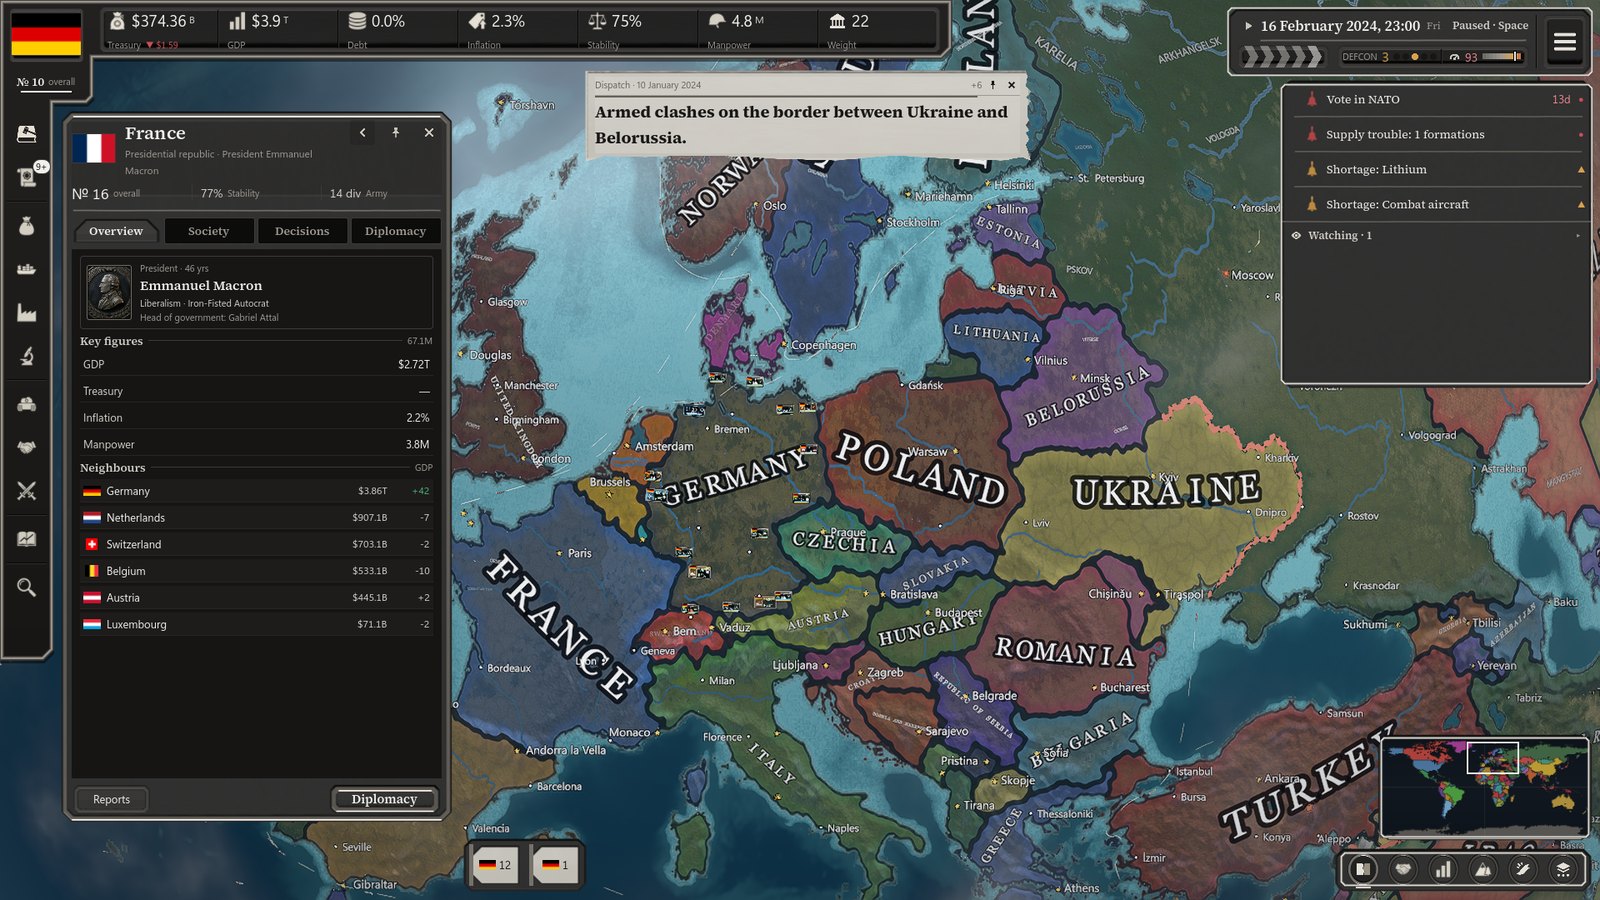 $374.36 B
Treasury ▼ $1.59
$3.9 T
GDP
0.0%
Debt
2.3%
Inflation
75%
Stability
4.8 M
Manpower
22
Weight
№ 10 overall
9+
16 February 2024, 23:00 Fri Paused · Space
DEFCON 3
93
Dispatch · 10 January 2024 +6
Armed clashes on the border between Ukraine and
Belorussia.
Vote in NATO 13d
Supply trouble: 1 formations
Shortage: Lithium
Shortage: Combat aircraft
Watching · 1
France
Presidential republic · President Emmanuel
Macron
№ 16 overall
77% Stability
14 div Army
Overview
Society
Decisions
Diplomacy
President · 46 yrs
Emmanuel Macron
Liberalism · Iron-Fisted Autocrat
Head of government: Gabriel Attal
Key figures 67.1M
GDP $2.72T
Treasury —
Inflation 2.2%
Manpower 3.8M
Neighbours GDP
Germany $3.86T +42
Netherlands $907.1B -7
Switzerland $703.1B -2
Belgium $533.1B -10
Austria $445.1B +2
Luxembourg $71.1B -2
Reports
Diplomacy
12
1
Tórshavn
KARELIA
ARKHANGELSK
VOLOGDA
Helsinki
St. Petersburg
Mariehamn
Tallinn
Oslo
NORWAY
Stockholm
ESTONIA
Yaroslavl
PSKOV
Moscow
Glasgow
Riga
LATVIA
DENMARK
LITHUANIA
Copenhagen
Douglas
Vilnius
Minsk
BELORUSSIA
Manchester
Gdańsk
UNITED KINGDOM
Birmingham
Bremen
Amsterdam
London
Warsaw
POLAND
GERMANY
Volgograd
Kharkiv
Astrakhan
Brussels
Kyiv
UKRAINE
Dnipro
Rostov
Lviv
Prague
CZECHIA
Paris
SLOVAKIA
Krasnodar
FRANCE
Bratislava
Chișinău
Tiraspol
Baku
AUSTRIA
Budapest
HUNGARY
Sukhumi
Tbilisi
GEORGIA
AZERBAIJAN
Bern
Vaduz
Geneva
ROMANIA
Lyon
Ljubljana
Zagreb
Yerevan
Bordeaux
Milan
Bucharest
Belgrade
REPUBLIC OF SERBIA
Tabriz
Samsun
Monaco
Florence
Sarajevo
BULGARIA
Sofia
Andorra la Vella
ITALY
Pristina
Istanbul
Ankara
Barcelona
Skopje
Bursa
TURKEY
Tirana
Thessaloniki
Valencia
Naples
GREECE
Konya
Aleppo
Seville
İzmir
Gibraltar
Athens